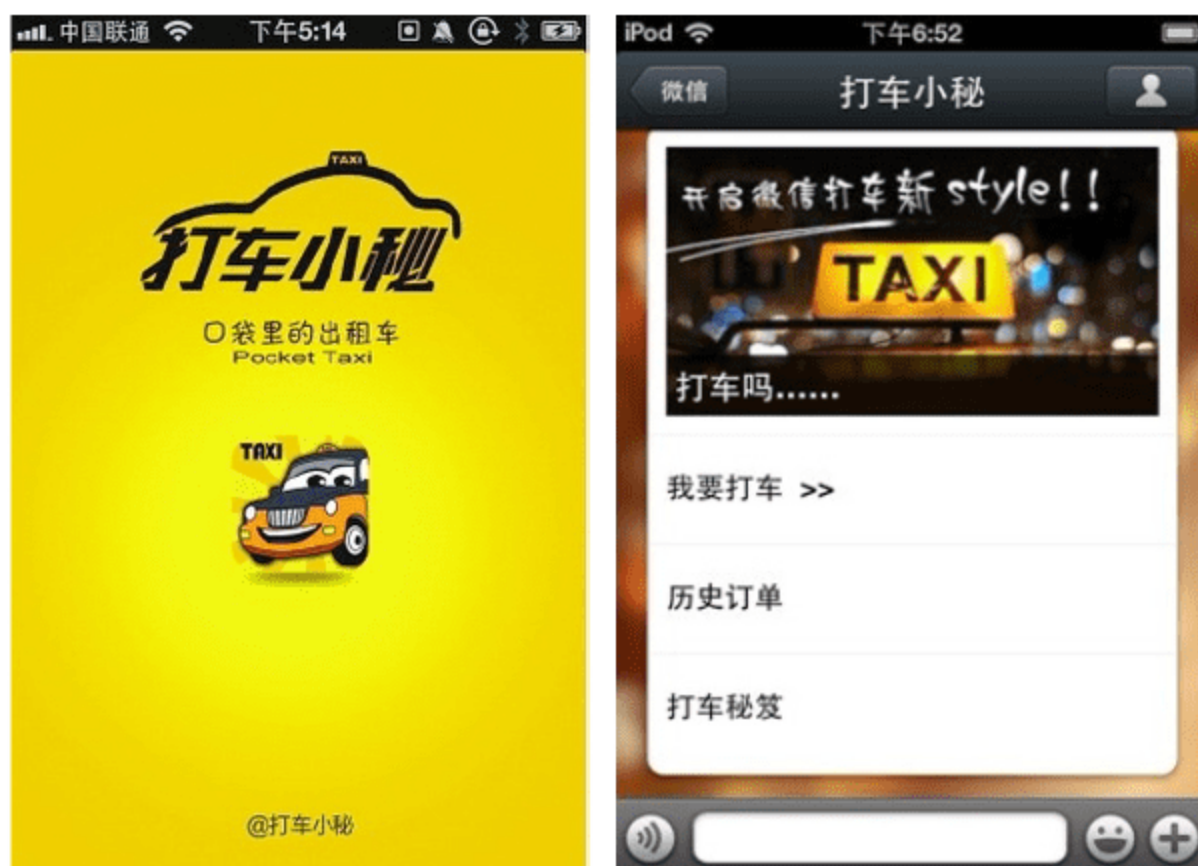 中国联通
下午5:14
TAXI
打车小秘
口袋里的出租车
Pocket Taxi
TAXI
@打车小秘
iPod
下午6:52
微信
打车小秘
开启微信打车新style!!
TAXI
打车吗......
我要打车 >>
历史订单
打车秘笈